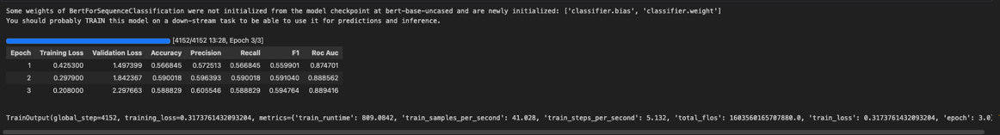 Some weights of BertForSequenceClassification were not initialized from the model checkpoint at bert-base-uncased and are newly initialized: ['classifier.bias', 'classifier.weight']
You should probably TRAIN this model on a down-stream task to be able to use it for predictions and inference.
[4152/4152 13:28, Epoch 3/3]
Epoch Training Loss Validation Loss Accuracy Precision Recall F1 Roc Auc
1 0.425300 1.497399 0.566845 0.572513 0.566845 0.559901 0.874701
2 0.297900 1.842367 0.590018 0.596393 0.590018 0.591040 0.888562
3 0.208000 2.297663 0.588829 0.605546 0.588829 0.594764 0.889416
TrainOutput(global_step=4152, training_loss=0.3173761432093204, metrics={'train_runtime': 809.0842, 'train_samples_per_second': 41.028, 'train_steps_per_second': 5.132, 'total_flos': 1603560165707880.0, 'train_loss': 0.3173761432093204, 'epoch': 3.0}